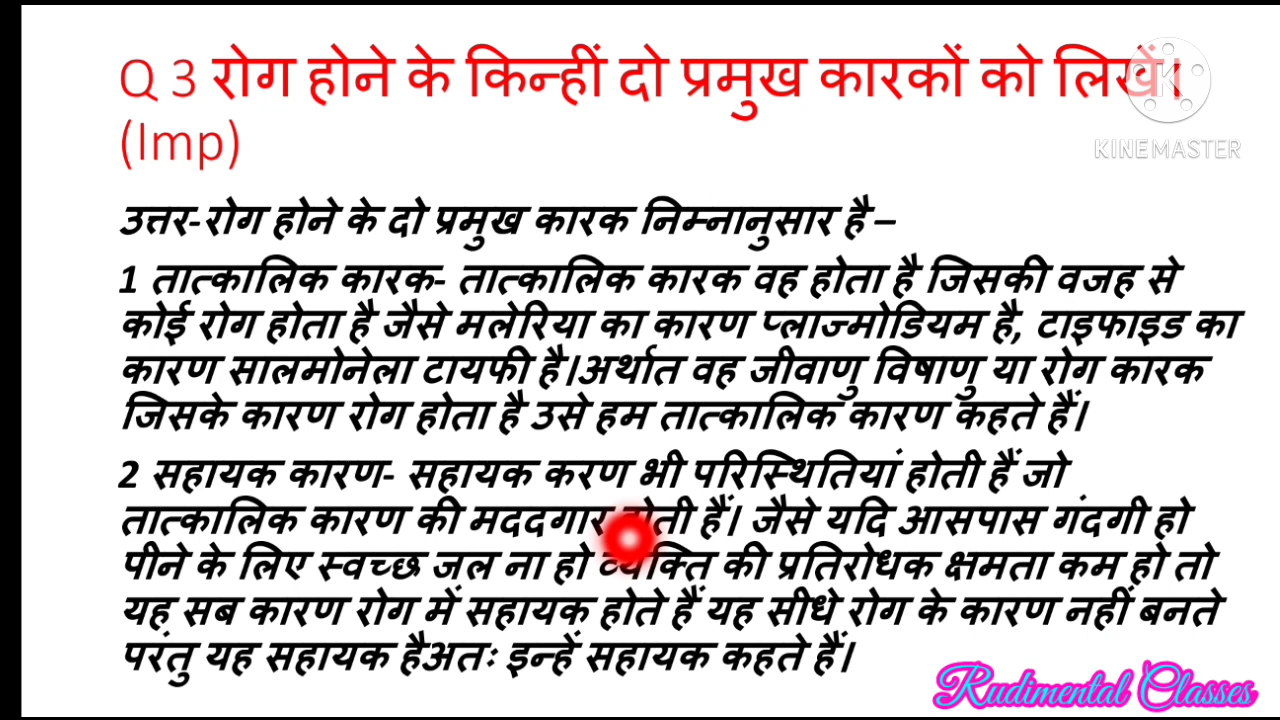 Q 3 रोग होने के किन्हीं दो प्रमुख कारकों को लिखें।
(Imp)
KINEMASTER
उत्तर-रोग होने के दो प्रमुख कारक निम्नानुसार है –
1 तात्कालिक कारक- तात्कालिक कारक वह होता है जिसकी वजह से
कोई रोग होता है जैसे मलेरिया का कारण प्लाज्मोडियम है, टाइफाइड का
कारण सालमोनेला टायफी है।अर्थात वह जीवाणु विषाणु या रोग कारक
जिसके कारण रोग होता है उसे हम तात्कालिक कारण कहते हैं।
2 सहायक कारण- सहायक करण भी परिस्थितियां होती हैं जो
तात्कालिक कारण की मददगार होती हैं। जैसे यदि आसपास गंदगी हो
पीने के लिए स्वच्छ जल ना हो व्यक्ति की प्रतिरोधक क्षमता कम हो तो
यह सब कारण रोग में सहायक होते हैं यह सीधे रोग के कारण नहीं बनते
परंतु यह सहायक हैअतः इन्हें सहायक कहते हैं।
Rudimental Classes